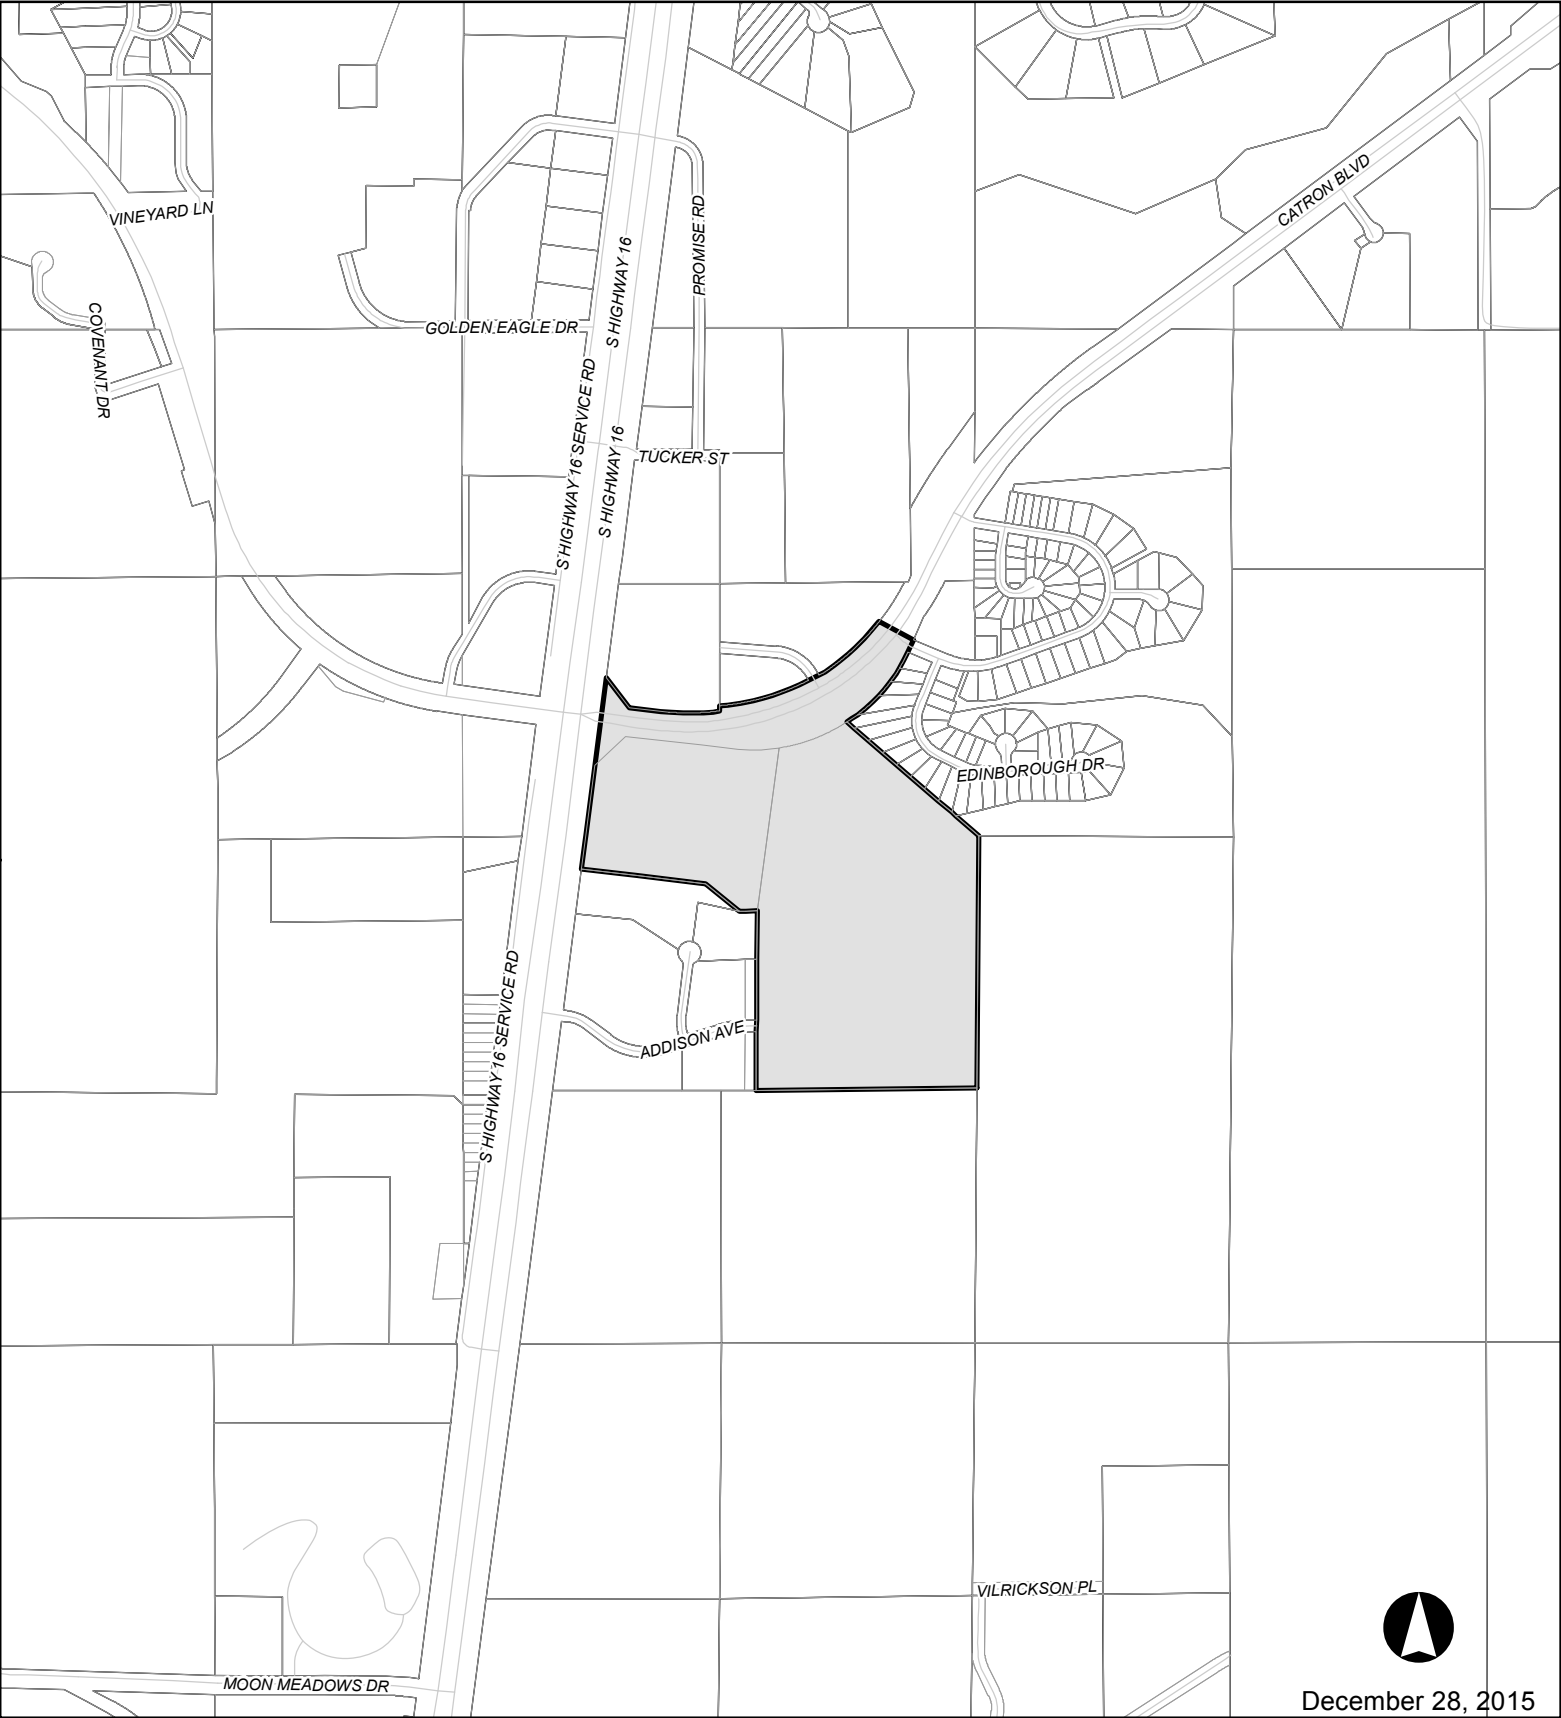 CATRON BLVD
VINEYARD LN
PROMISE RD
S HIGHWAY 16
COVENANT DR
GOLDEN EAGLE DR
S HIGHWAY 16 SERVICE RD
S HIGHWAY 16
TUCKER ST
EDINBOROUGH DR
S HIGHWAY 16 SERVICE RD
ADDISON AVE
VILRICKSON PL
MOON MEADOWS DR
December 28, 2015